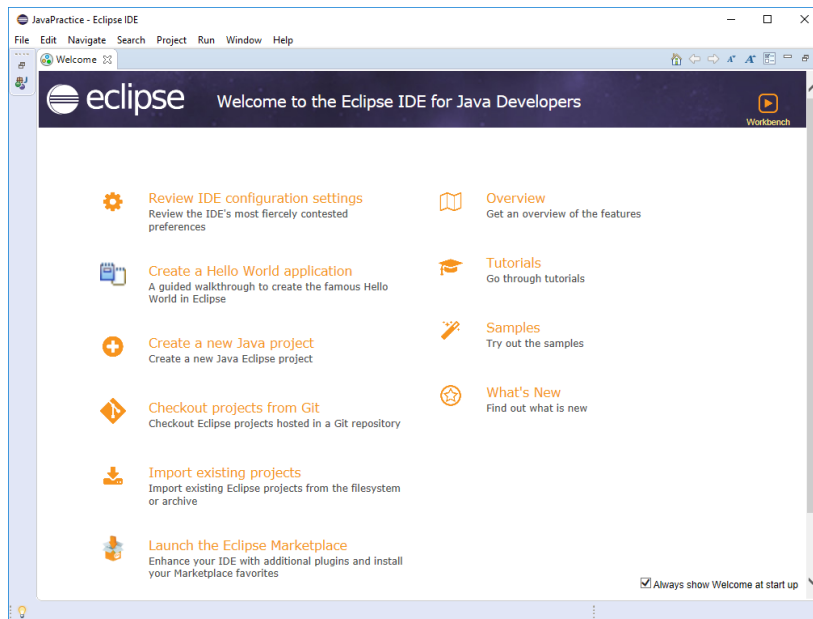 JavaPractice - Eclipse IDE
File Edit Navigate Search Project Run Window Help
Welcome
eclipse
Welcome to the Eclipse IDE for Java Developers
Workbench
Review IDE configuration settings
Review the IDE's most fiercely contested
preferences
Create a Hello World application
A guided walkthrough to create the famous Hello
World in Eclipse
Create a new Java project
Create a new Java Eclipse project
Checkout projects from Git
Checkout Eclipse projects hosted in a Git repository
Import existing projects
Import existing Eclipse projects from the filesystem
or archive
Launch the Eclipse Marketplace
Enhance your IDE with additional plugins and install
your Marketplace favorites
Overview
Get an overview of the features
Tutorials
Go through tutorials
Samples
Try out the samples
What's New
Find out what is new
Always show Welcome at start up